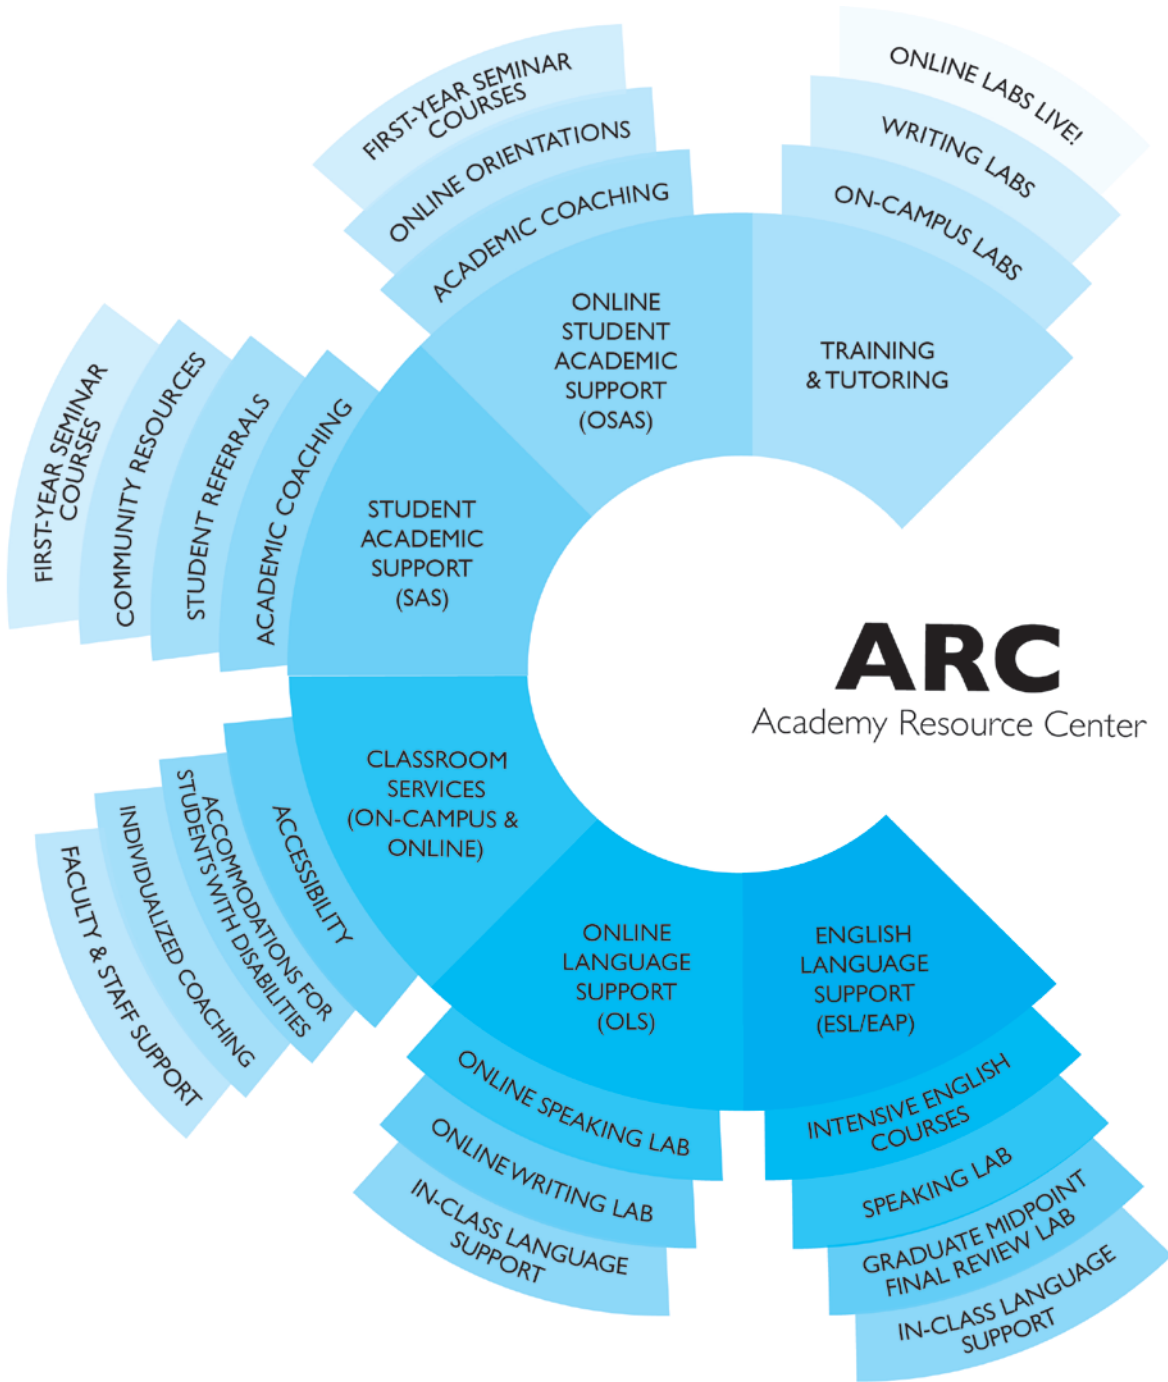 ONLINE LABS LIVE!
WRITING LABS
ON-CAMPUS LABS
TRAINING
& TUTORING
FIRST-YEAR SEMINAR
COURSES
ONLINE ORIENTATIONS
ACADEMIC COACHING
ONLINE
STUDENT
ACADEMIC
SUPPORT
(OSAS)
FIRST-YEAR SEMINAR
COURSES
COMMUNITY RESOURCES
STUDENT REFERRALS
ACADEMIC COACHING
STUDENT
ACADEMIC
SUPPORT
(SAS)
ARC
Academy Resource Center
CLASSROOM
SERVICES
(ON-CAMPUS &
ONLINE)
ACCESSIBILITY
ACCOMMODATIONS FOR
STUDENTS WITH DISABILITIES
INDIVIDUALIZED COACHING
FACULTY & STAFF SUPPORT
ONLINE
LANGUAGE
SUPPORT
(OLS)
ONLINE SPEAKING LAB
ONLINE WRITING LAB
IN-CLASS LANGUAGE
SUPPORT
ENGLISH
LANGUAGE
SUPPORT
(ESL/EAP)
INTENSIVE ENGLISH
COURSES
SPEAKING LAB
GRADUATE MIDPOINT
FINAL REVIEW LAB
IN-CLASS LANGUAGE
SUPPORT